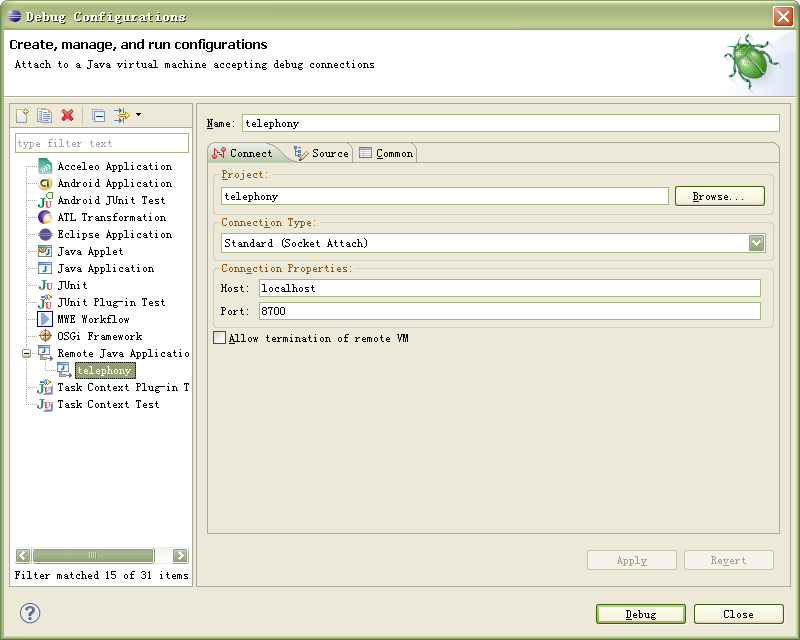 Debug Configurations
Create, manage, and run configurations
Attach to a Java virtual machine accepting debug connections
type filter text
Acceleo Application
Android Application
Android JUnit Test
ATL Transformation
Eclipse Application
Java Applet
Java Application
JUnit
JUnit Plug-in Test
MWE Workflow
OSGi Framework
Remote Java Applicatio
telephony
Task Context Plug-in T
Task Context Test
Filter matched 15 of 31 items
Name: telephony
Connect Source Common
Project:
telephony Browse...
Connection Type:
Standard (Socket Attach)
Connection Properties:
Host: localhost
Port: 8700
Allow termination of remote VM
Apply Revert
Debug Close